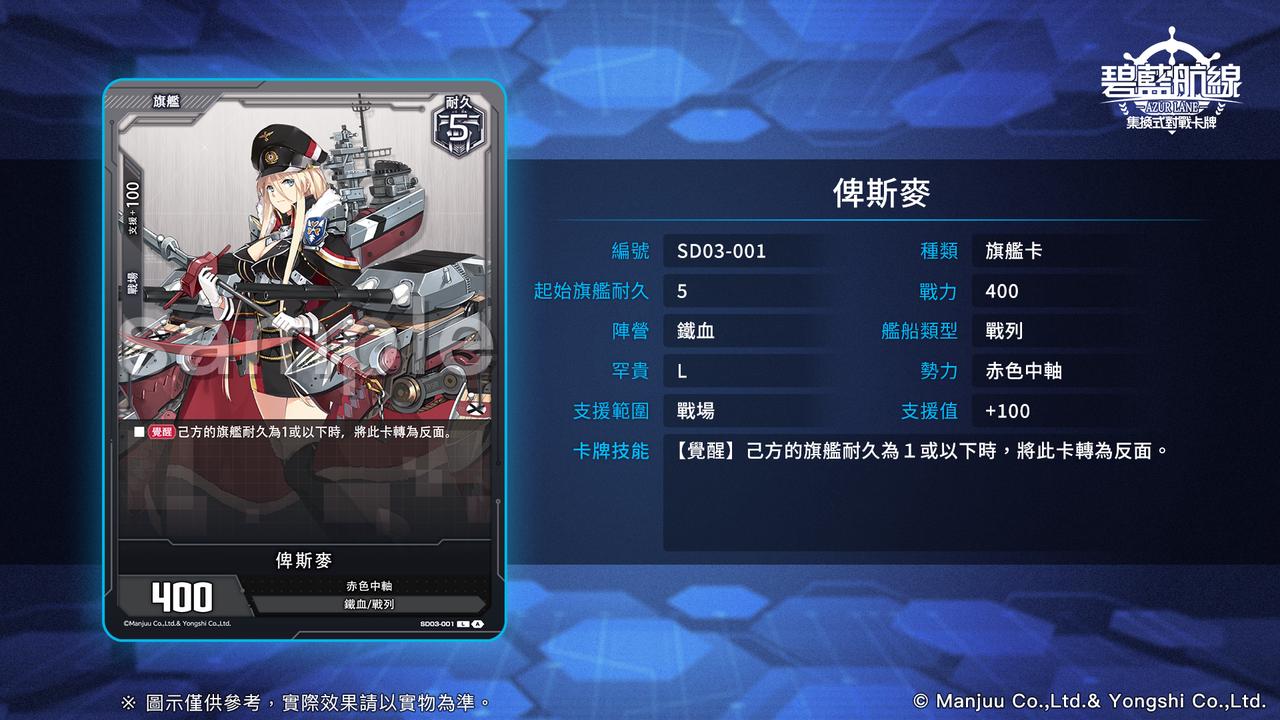 碧藍航線
AZUR LANE
集換式對戰卡牌
旗艦
耐久
5
支援+100
戰場
sample
■ 覺醒 己方的旗艦耐久為1或以下時，將此卡轉為反面。
俾斯麥
400
赤色中軸
鐵血/戰列
©Manjuu Co.,Ltd.& Yongshi Co.,Ltd.
SD03-001 L A
俾斯麥
編號 SD03-001 種類 旗艦卡
起始旗艦耐久 5 戰力 400
陣營 鐵血 艦船類型 戰列
罕貴 L 勢力 赤色中軸
支援範圍 戰場 支援值 +100
卡牌技能 【覺醒】己方的旗艦耐久為１或以下時，將此卡轉為反面。
※ 圖示僅供參考，實際效果請以實物為準。
© Manjuu Co.,Ltd.& Yongshi Co.,Ltd.